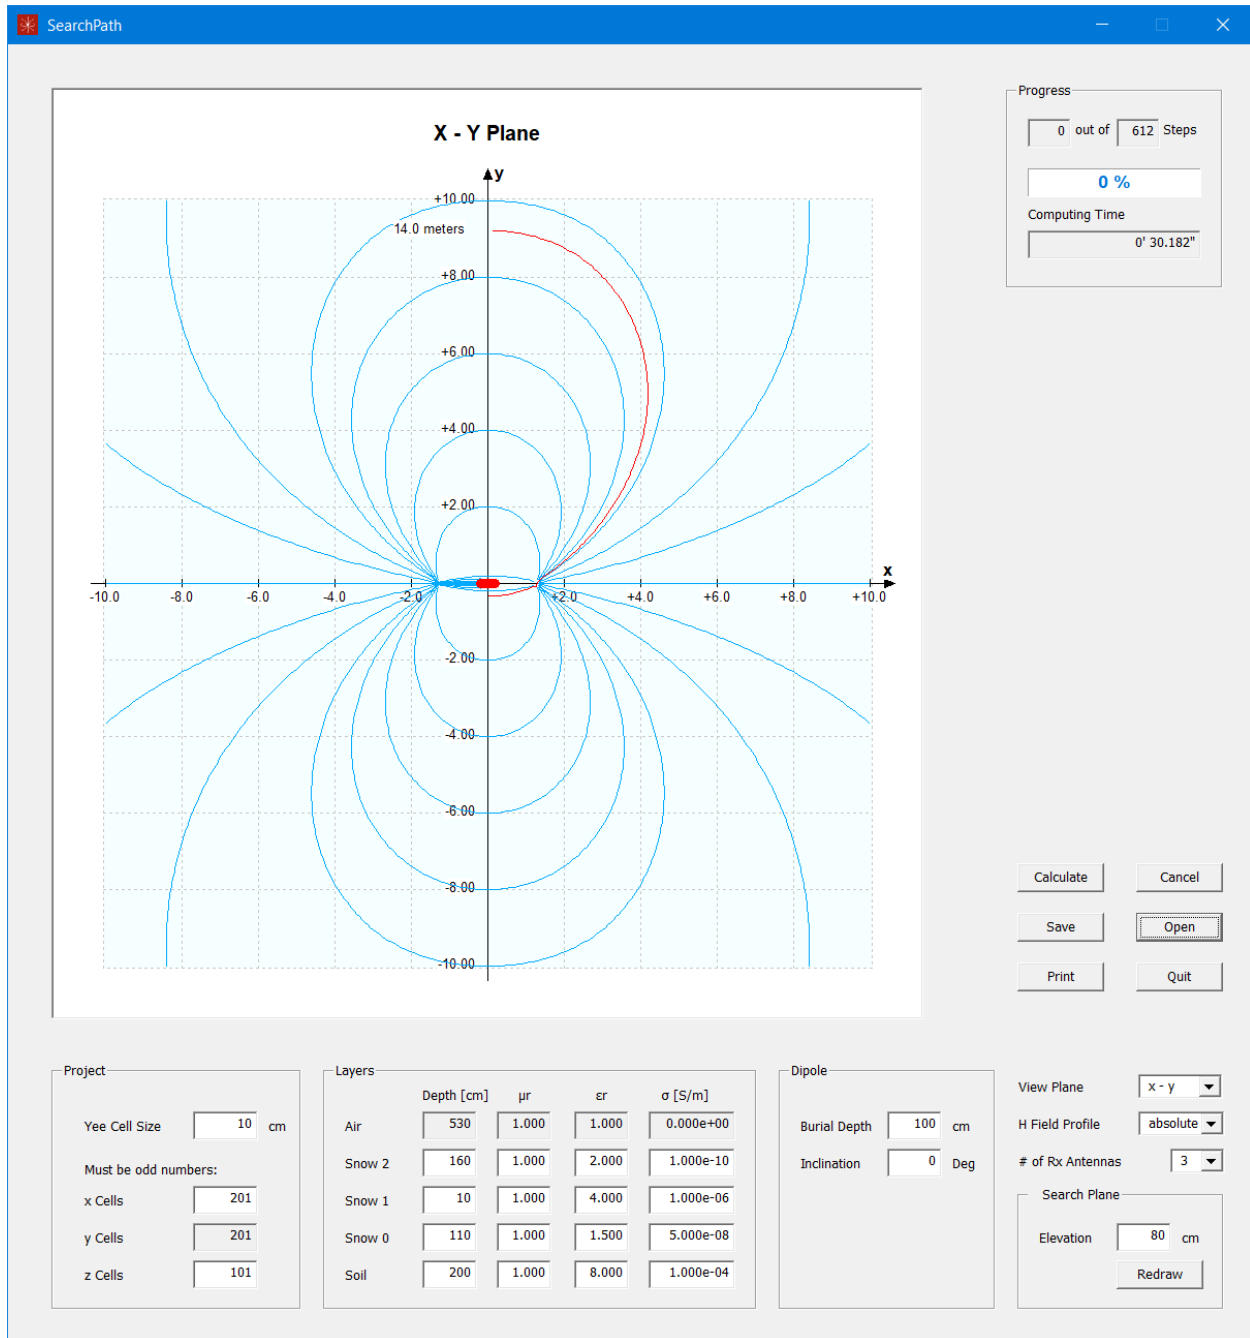 SearchPath
X - Y Plane
y
+10.00
14.0 meters
+8.00
+6.00
+4.00
+2.00
x
-10.0 -8.0 -6.0 -4.0 -2.0 +2.0 +4.0 +6.0 +8.0 +10.0
-2.00
-4.00
-6.00
-8.00
-10.00
Progress
0 out of 612 Steps
0 %
Computing Time
0' 30.182"
Calculate Cancel
Save Open
Print Quit
Project
Yee Cell Size 10 cm
Must be odd numbers:
x Cells 201
y Cells 201
z Cells 101
Layers
Depth [cm] μr εr σ [S/m]
Air 530 1.000 1.000 0.000e+00
Snow 2 160 1.000 2.000 1.000e-10
Snow 1 10 1.000 4.000 1.000e-06
Snow 0 110 1.000 1.500 5.000e-08
Soil 200 1.000 8.000 1.000e-04
Dipole
Burial Depth 100 cm
Inclination 0 Deg
View Plane x - y
H Field Profile absolute
# of Rx Antennas 3
Search Plane
Elevation 80 cm
Redraw